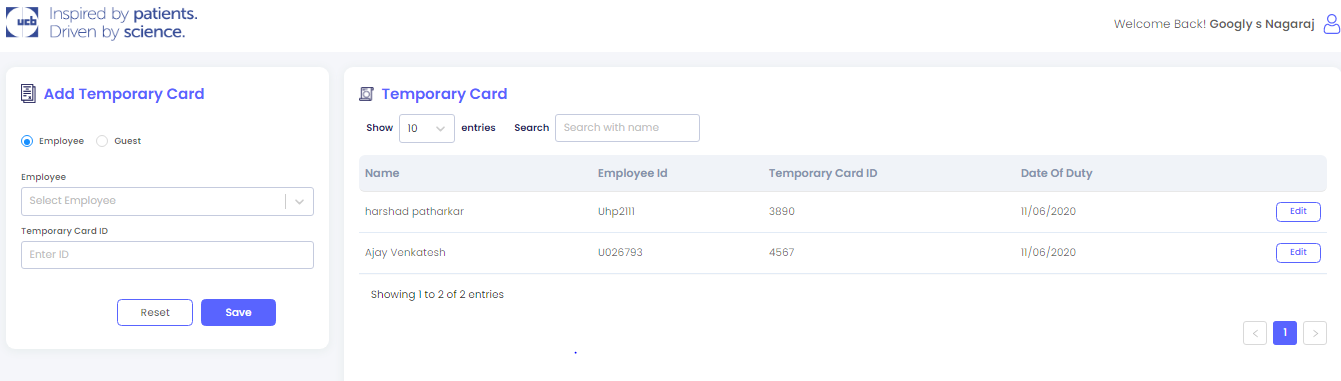 ucb
Inspired by patients.
Driven by science.
Welcome Back! Googly s Nagaraj
Add Temporary Card
Employee Guest
Employee
Select Employee
Temporary Card ID
Enter ID
Reset Save
Temporary Card
Show 10 entries Search Search with name
Name Employee Id Temporary Card ID Date Of Duty
harshad patharkar Uhp2111 3890 11/06/2020 Edit
Ajay Venkatesh U026793 4567 11/06/2020 Edit
Showing 1 to 2 of 2 entries
< 1 >